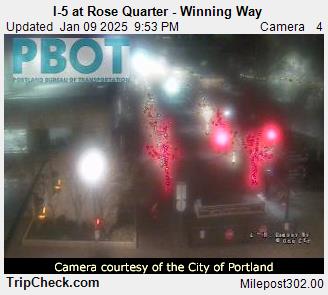 I-5 at Rose Quarter - Winning Way
Updated Jan 09 2025 9:53 PM Camera 4
PBOT
PORTLAND BUREAU OF TRANSPORTATION
Camera courtesy of the City of Portland
TripCheck.com Milepost302.00